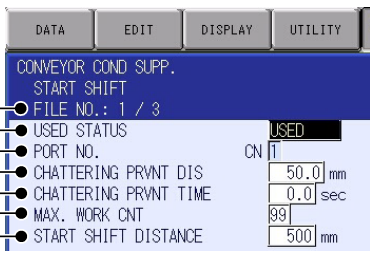 DATA EDIT DISPLAY UTILITY
CONVEYOR COND SUPP.
START SHIFT
FILE NO.: 1 / 3
USED STATUS USED
PORT NO. CN 1
CHATTERING PRVNT DIS 50.0 mm
CHATTERING PRVNT TIME 0.0 sec
MAX. WORK CNT 99
START SHIFT DISTANCE 500 mm